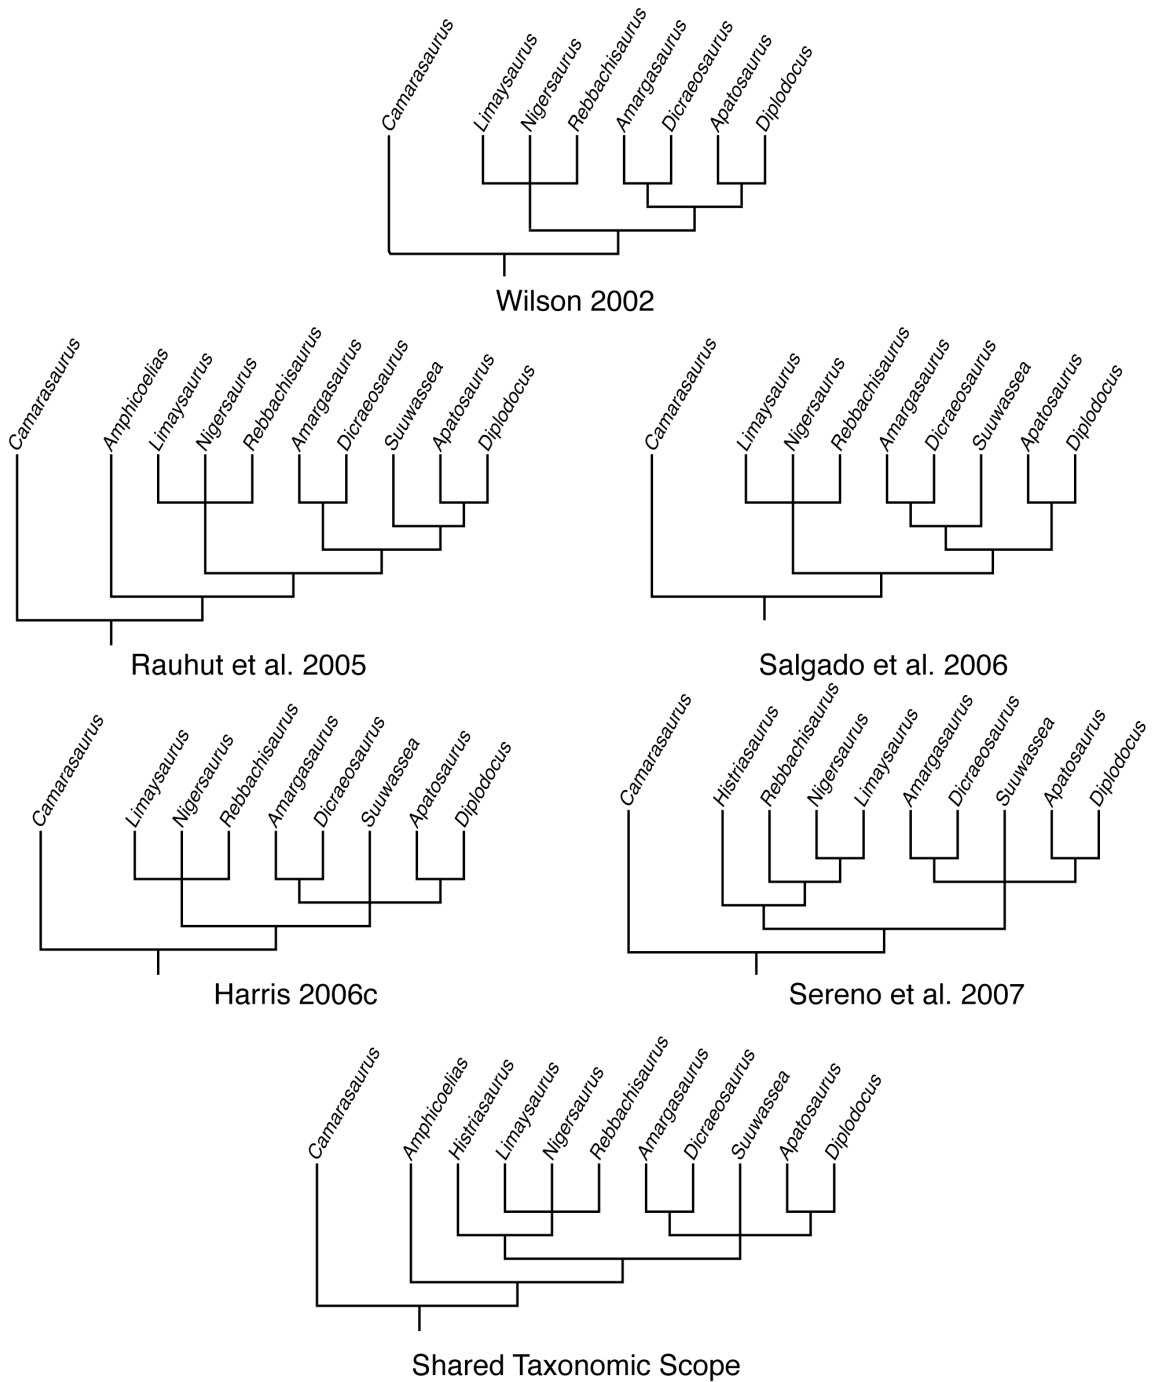 Camarasaurus
Limaysaurus
Nigersaurus
Rebbachisaurus
Amargasaurus
Dicraeosaurus
Apatosaurus
Diplodocus
Wilson 2002
Camarasaurus
Amphicoelias
Limaysaurus
Nigersaurus
Rebbachisaurus
Amargasaurus
Dicraeosaurus
Suuwassea
Apatosaurus
Diplodocus
Rauhut et al. 2005
Camarasaurus
Limaysaurus
Nigersaurus
Rebbachisaurus
Amargasaurus
Dicraeosaurus
Suuwassea
Apatosaurus
Diplodocus
Salgado et al. 2006
Camarasaurus
Limaysaurus
Nigersaurus
Rebbachisaurus
Amargasaurus
Dicraeosaurus
Suuwassea
Apatosaurus
Diplodocus
Harris 2006c
Camarasaurus
Histriasaurus
Rebbachisaurus
Nigersaurus
Limaysaurus
Amargasaurus
Dicraeosaurus
Suuwassea
Apatosaurus
Diplodocus
Sereno et al. 2007
Camarasaurus
Amphicoelias
Histriasaurus
Limaysaurus
Nigersaurus
Rebbachisaurus
Amargasaurus
Dicraeosaurus
Suuwassea
Apatosaurus
Diplodocus
Shared Taxonomic Scope